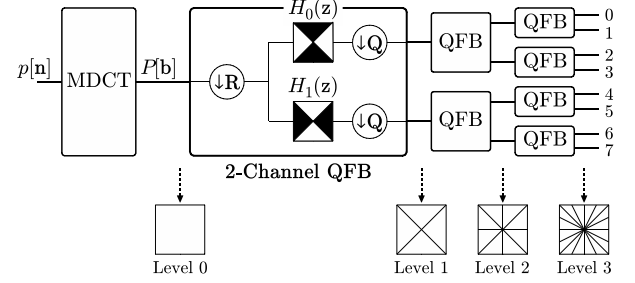 H₀(z)
p[n]
MDCT
P[b]
↓R
↓Q
H₁(z)
↓Q
2-Channel QFB
QFB
QFB
QFB
0
1
QFB
2
3
QFB
4
5
QFB
6
7
Level 0
Level 1
Level 2
Level 3